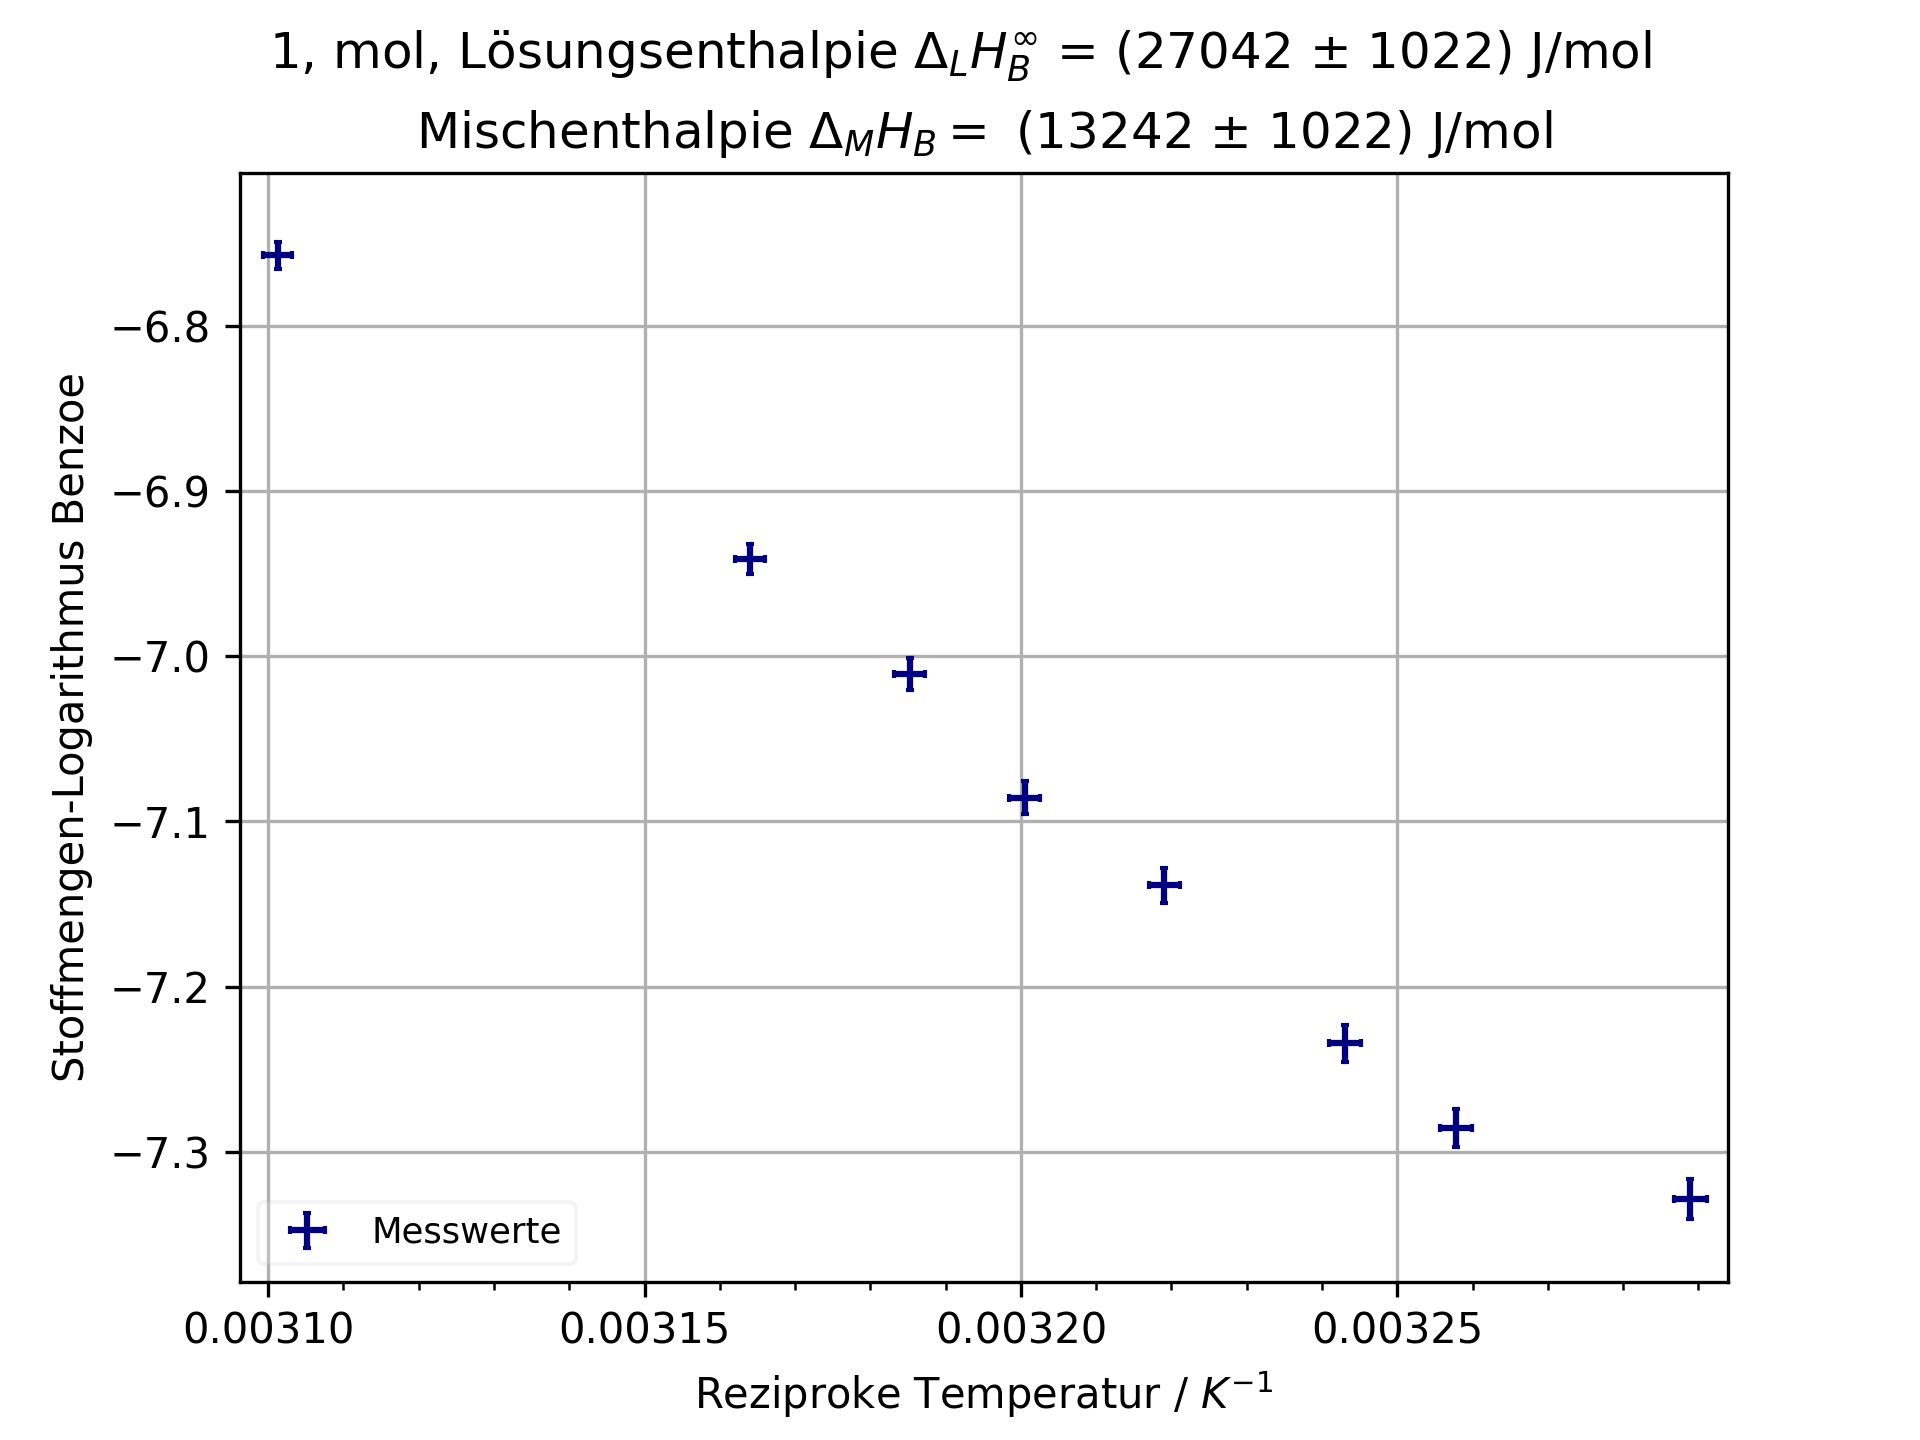 1, mol, Lösungsenthalpie Δ_L H_B^∞ = (27042 ± 1022) J/mol
Mischenthalpie Δ_M H_B = (13242 ± 1022) J/mol
Stoffmengen-Logarithmus Benzoe
−6.8
−6.9
−7.0
−7.1
−7.2
−7.3
Messwerte
0.00310 0.00315 0.00320 0.00325
Reziproke Temperatur / K⁻¹